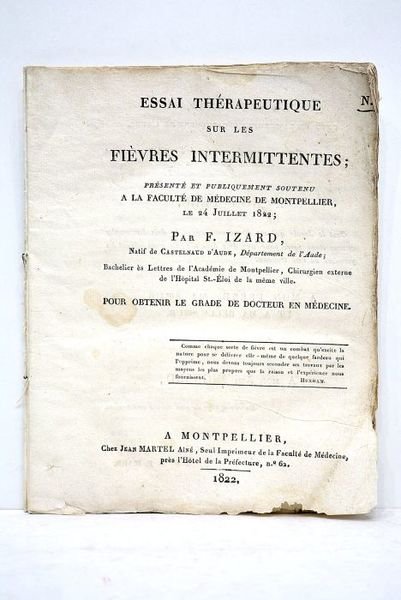 N.
ESSAI THÉRAPEUTIQUE
SUR LES
FIÈVRES INTERMITTENTES;
PRÉSENTÉ ET PUBLIQUEMENT SOUTENU
A LA FACULTÉ DE MÉDECINE DE MONTPELLIER,
LE 24 JUILLET 1822;
PAR F. IZARD,
Natif de CASTELNAUD D'AUDE, Département de l'Aude;
Bachelier ès Lettres de l'Académie de Montpellier, Chirurgien externe
de l'Hôpital St.-Éloi de la même ville.
POUR OBTENIR LE GRADE DE DOCTEUR EN MÉDECINE.
Comme chaque sorte de fièvre est un combat qu'excite la
nature pour se délivrer elle-même de quelque fardeau qui
l'opprime, nous devons toujours seconder ses travaux par les
moyens les plus propres que la raison et l'expérience nous
fournissent. HUXHAM.
A MONTPELLIER,
Chez JEAN MARTEL AÎNÉ, Seul Imprimeur de la Faculté de Médecine,
près l'Hôtel de la Préfecture, n.º 62.
1822.